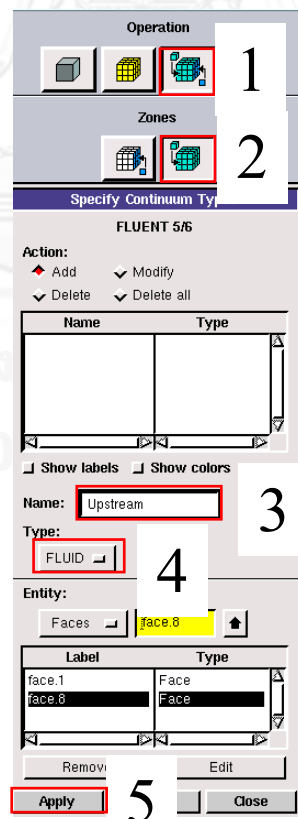 Operation
1
Zones
2
Specify Continuum Ty
FLUENT 5/6
Action:
Add Modify
Delete Delete all
Name Type
Show labels Show colors
Name: Upstream
3
Type:
FLUID
4
Entity:
Faces face.8
Label Type
face.1 Face
face.8 Face
Remov Edit
Apply 5 Close